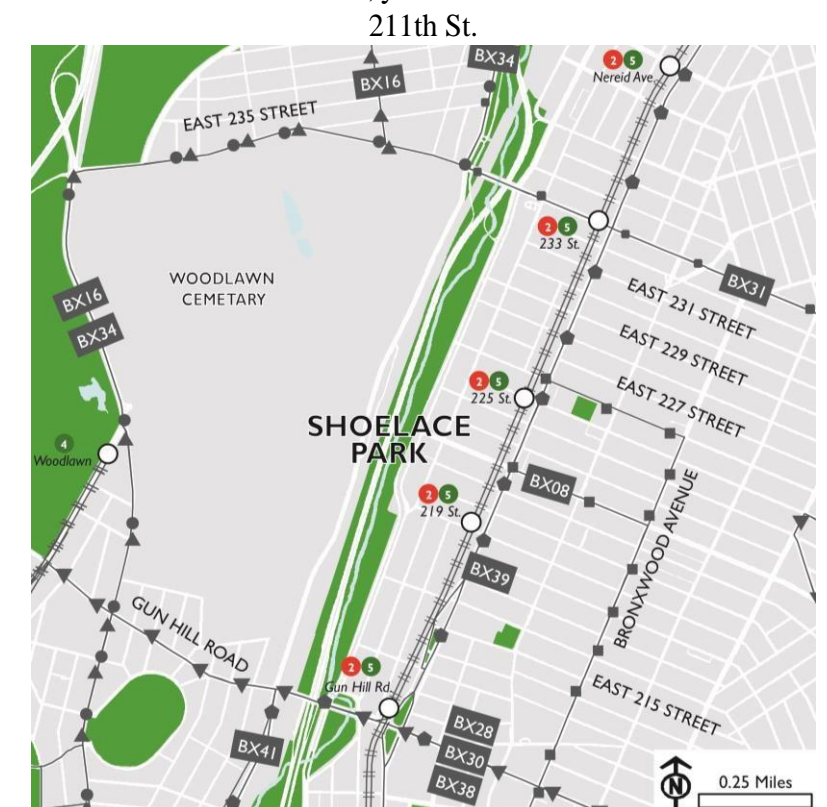 211th St.
BX34
2 5
Nereid Ave.
BX16
EAST 235 STREET
2 5
233 St.
WOODLAWN
CEMETARY
BX31
BX16
BX34
EAST 231 STREET
EAST 229 STREET
2 5
225 St.
EAST 227 STREET
SHOELACE
PARK
4
Woodlawn
2 5
219 St.
BX08
BRONXWOOD AVENUE
BX39
GUN HILL ROAD
2 5
Gun Hill Rd.
EAST 215 STREET
BX28
BX30
BX38
BX41
N
0.25 Miles